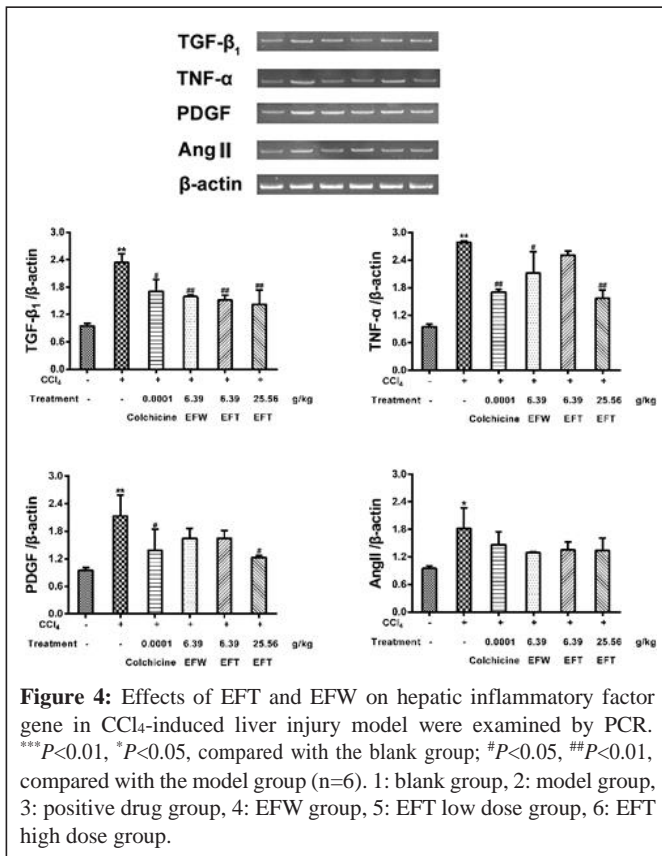 TGF-β₁
TNF-α
PDGF
Ang II
β-actin
TGF-β₁/β-actin
3.0
2.4
1.8
1.2
0.6
0.0
**
#
##
##
##
CCl₄ - + + + + +
Treatment - - 0.0001 6.39 6.39 25.56 g/kg
Colchicine EFW EFT EFT
TNF-α/β-actin
3.0
2.4
1.8
1.2
0.6
0.0
**
##
#
##
CCl₄ - + + + + +
Treatment - - 0.0001 6.39 6.39 25.56 g/kg
Colchicine EFW EFT EFT
PDGF/β-actin
3.0
2.4
1.8
1.2
0.6
0.0
**
#
#
CCl₄ - + + + + +
Treatment - - 0.0001 6.39 6.39 25.56 g/kg
Colchicine EFW EFT EFT
AngII/β-actin
3.0
2.4
1.8
1.2
0.6
0.0
*
CCl₄ - + + + + +
Treatment - - 0.0001 6.39 6.39 25.56 g/kg
Colchicine EFW EFT EFT
Figure 4: Effects of EFT and EFW on hepatic inflammatory factor
gene in CCl₄-induced liver injury model were examined by PCR.
***P<0.01, *P<0.05, compared with the blank group; #P<0.05, ##P<0.01,
compared with the model group (n=6). 1: blank group, 2: model group,
3: positive drug group, 4: EFW group, 5: EFT low dose group, 6: EFT
high dose group.